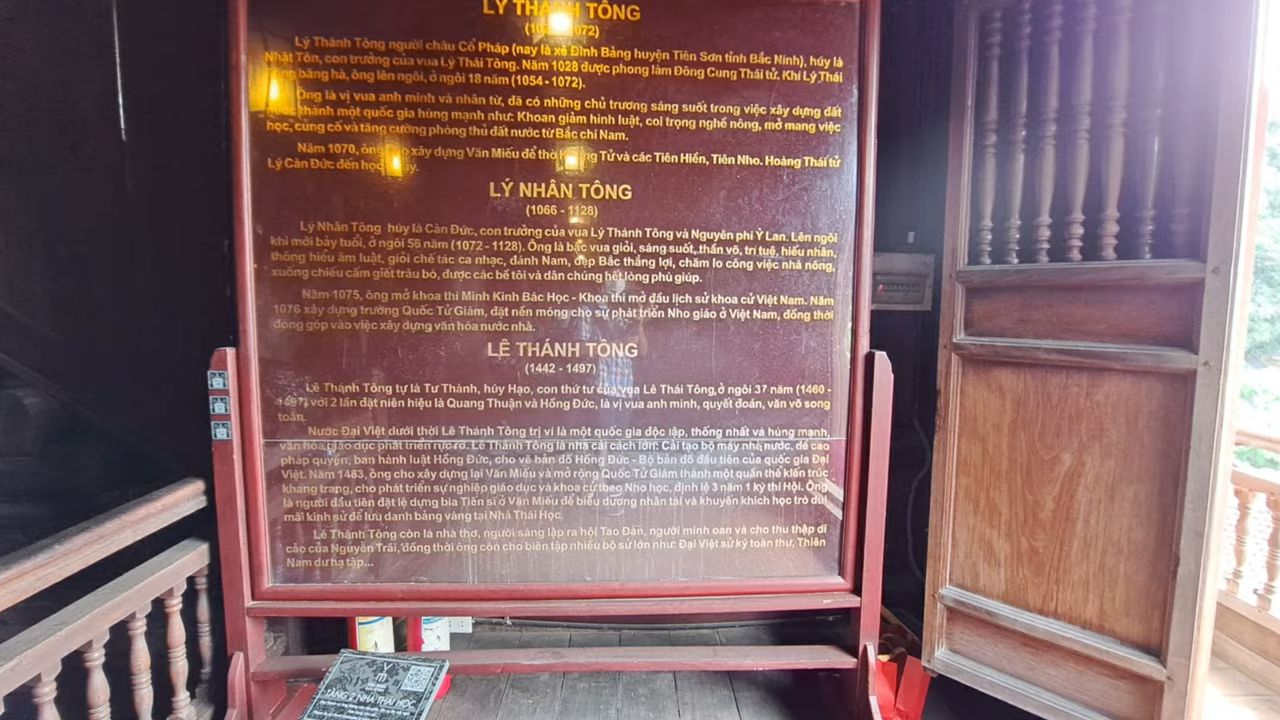 LÝ THÁNH TÔNG
1072)
Lý Thánh Tông người châu Cổ Pháp (nay là xã Đình Bảng huyện Tiên Sơn tỉnh Bắc Ninh), húy là
Nhật Tôn, con trưởng của vua Lý Thái Tông. Năm 1028 được phong làm Đông Cung Thái tử. Khi Lý Thái
Tông băng hà, ông lên ngôi, ở ngôi 18 năm (1054 - 1072).
Ông là vị vua anh minh và nhân từ, đã có những chủ trương sáng suốt trong việc xây dựng đất
nước thành một quốc gia hùng mạnh như: Khoan giảm hình luật, coi trọng nghề nông, mở mang việc
học, củng cố và tăng cường phòng thủ đất nước từ Bắc chí Nam.
Năm 1070, ông cho xây dựng Văn Miếu để thờ Khổng Tử và các Tiên Hiền, Tiên Nho. Hoàng Thái tử
Lý Càn Đức đến học
LÝ NHÂN TÔNG
(1066 - 1128)
Lý Nhân Tông húy là Càn Đức, con trưởng của vua Lý Thánh Tông và Nguyên phi Ỷ Lan. Lên ngôi
khi mới bảy tuổi, ở ngôi 56 năm (1072 - 1128). Ông là bậc vua giỏi, sáng suốt, thần võ, trí tuệ, hiếu nhân,
thông hiểu âm luật, giỏi chế tác ca nhạc, đánh Nam, dẹp Bắc thắng lợi, chăm lo công việc nhà nông,
xuống chiếu cấm giết trâu bò, được các bề tôi và dân chúng hết lòng phù giúp.
Năm 1075, ông mở khoa thi Minh Kinh Bác Học - Khoa thi mở đầu lịch sử khoa cử Việt Nam. Năm
1076 xây dựng trường Quốc Tử Giám, đặt nền móng cho sự phát triển Nho giáo ở Việt Nam, đồng thời
đóng góp vào việc xây dựng văn hóa nước nhà.
LÊ THÁNH TÔNG
(1442 - 1497)
Lê Thánh Tông tự là Tư Thành, húy Hạo, con thứ tư của vua Lê Thái Tông, ở ngôi 37 năm (1460 -
1497) với 2 lần đặt niên hiệu là Quang Thuận và Hồng Đức, là vị vua anh minh, quyết đoán, văn võ song
toàn.
Nước Đại Việt dưới thời Lê Thánh Tông trị vì là một quốc gia độc lập, thống nhất và hùng mạnh,
văn hóa giáo dục phát triển rực rỡ. Lê Thánh Tông là nhà cải cách lớn: Cải tạo bộ máy nhà nước, đề cao
pháp quyền, ban hành luật Hồng Đức, cho vẽ bản đồ Hồng Đức - Bộ bản đồ đầu tiên của quốc gia Đại
Việt. Năm 1483, ông cho xây dựng lại Văn Miếu và mở rộng Quốc Tử Giám thành một quần thể kiến trúc
khang trang, cho phát triển sự nghiệp giáo dục và khoa cử theo Nho học, định lệ 3 năm 1 kỳ thi Hội. Ông
là người đầu tiên đặt lệ dựng bia Tiến sĩ ở Văn Miếu để biểu dương nhân tài và khuyến khích học trò dùi
mài kinh sử để lưu danh bảng vàng tại Nhà Thái Học.
Lê Thánh Tông còn là nhà thơ, người sáng lập ra hội Tao Đàn, người minh oan và cho thu thập di
cảo của Nguyễn Trãi, đồng thời ông còn cho biên tập nhiều bộ sử lớn như: Đại Việt sử ký toàn thư, Thiên
Nam dư hạ tập...
TẦNG 2 NHÀ THÁI HỌC